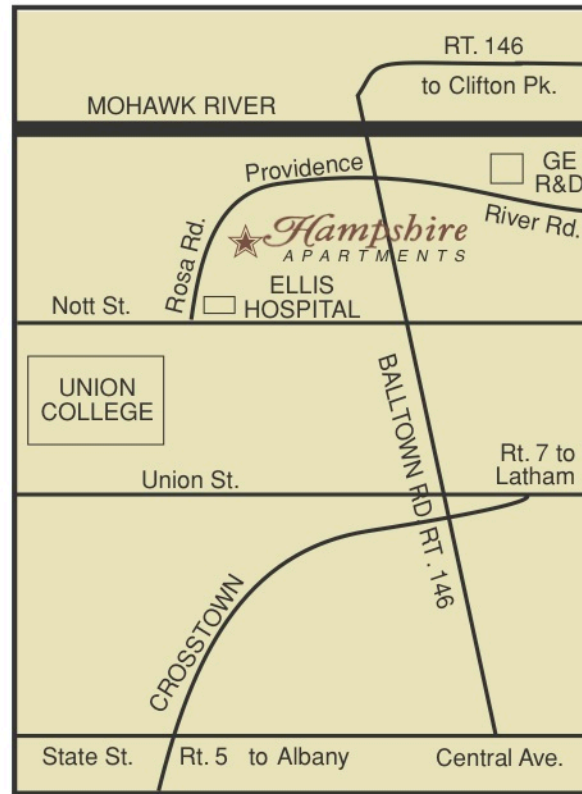 RT. 146
to Clifton Pk.
MOHAWK RIVER
Providence
GE
R&D
River Rd.
Rosa Rd.
Hampshire
APARTMENTS
ELLIS
HOSPITAL
Nott St.
UNION
COLLEGE
BALLTOWN RD RT . 146
Rt. 7 to
Latham
Union St.
CROSSTOWN
State St.
Rt. 5 to Albany
Central Ave.